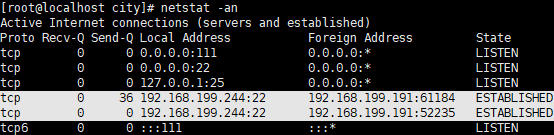 [root@localhost city]# netstat -an
Active Internet connections (servers and established)
Proto Recv-Q Send-Q Local Address           Foreign Address         State
tcp        0      0 0.0.0.0:111             0.0.0.0:*               LISTEN
tcp        0      0 0.0.0.0:22              0.0.0.0:*               LISTEN
tcp        0      0 127.0.0.1:25            0.0.0.0:*               LISTEN
tcp        0     36 192.168.199.244:22      192.168.199.191:61184   ESTABLISHED
tcp        0      0 192.168.199.244:22      192.168.199.191:52235   ESTABLISHED
tcp6       0      0 :::111                  :::*                    LISTEN